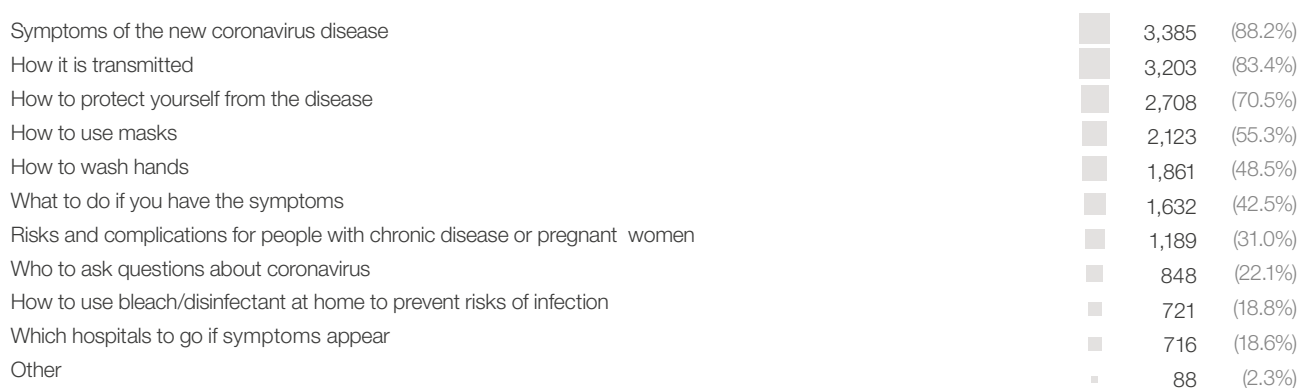 Symptoms of the new coronavirus disease 3,385 (88.2%)
How it is transmitted 3,203 (83.4%)
How to protect yourself from the disease 2,708 (70.5%)
How to use masks 2,123 (55.3%)
How to wash hands 1,861 (48.5%)
What to do if you have the symptoms 1,632 (42.5%)
Risks and complications for people with chronic disease or pregnant women 1,189 (31.0%)
Who to ask questions about coronavirus 848 (22.1%)
How to use bleach/disinfectant at home to prevent risks of infection 721 (18.8%)
Which hospitals to go if symptoms appear 716 (18.6%)
Other 88 (2.3%)